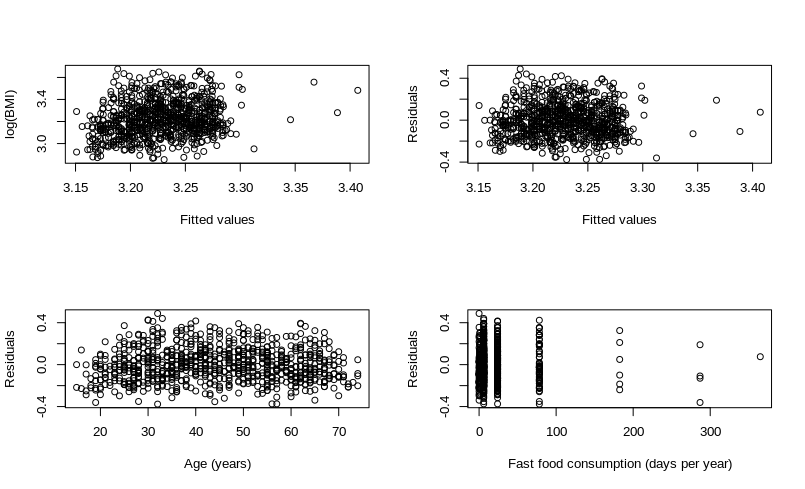 log(BMI)
3.0 3.4
3.15 3.20 3.25 3.30 3.35 3.40
Fitted values
Residuals
-0.4 0.0 0.4
3.15 3.20 3.25 3.30 3.35 3.40
Fitted values
Residuals
-0.4 0.0 0.4
20 30 40 50 60 70
Age (years)
Residuals
-0.4 0.0 0.4
0 100 200 300
Fast food consumption (days per year)